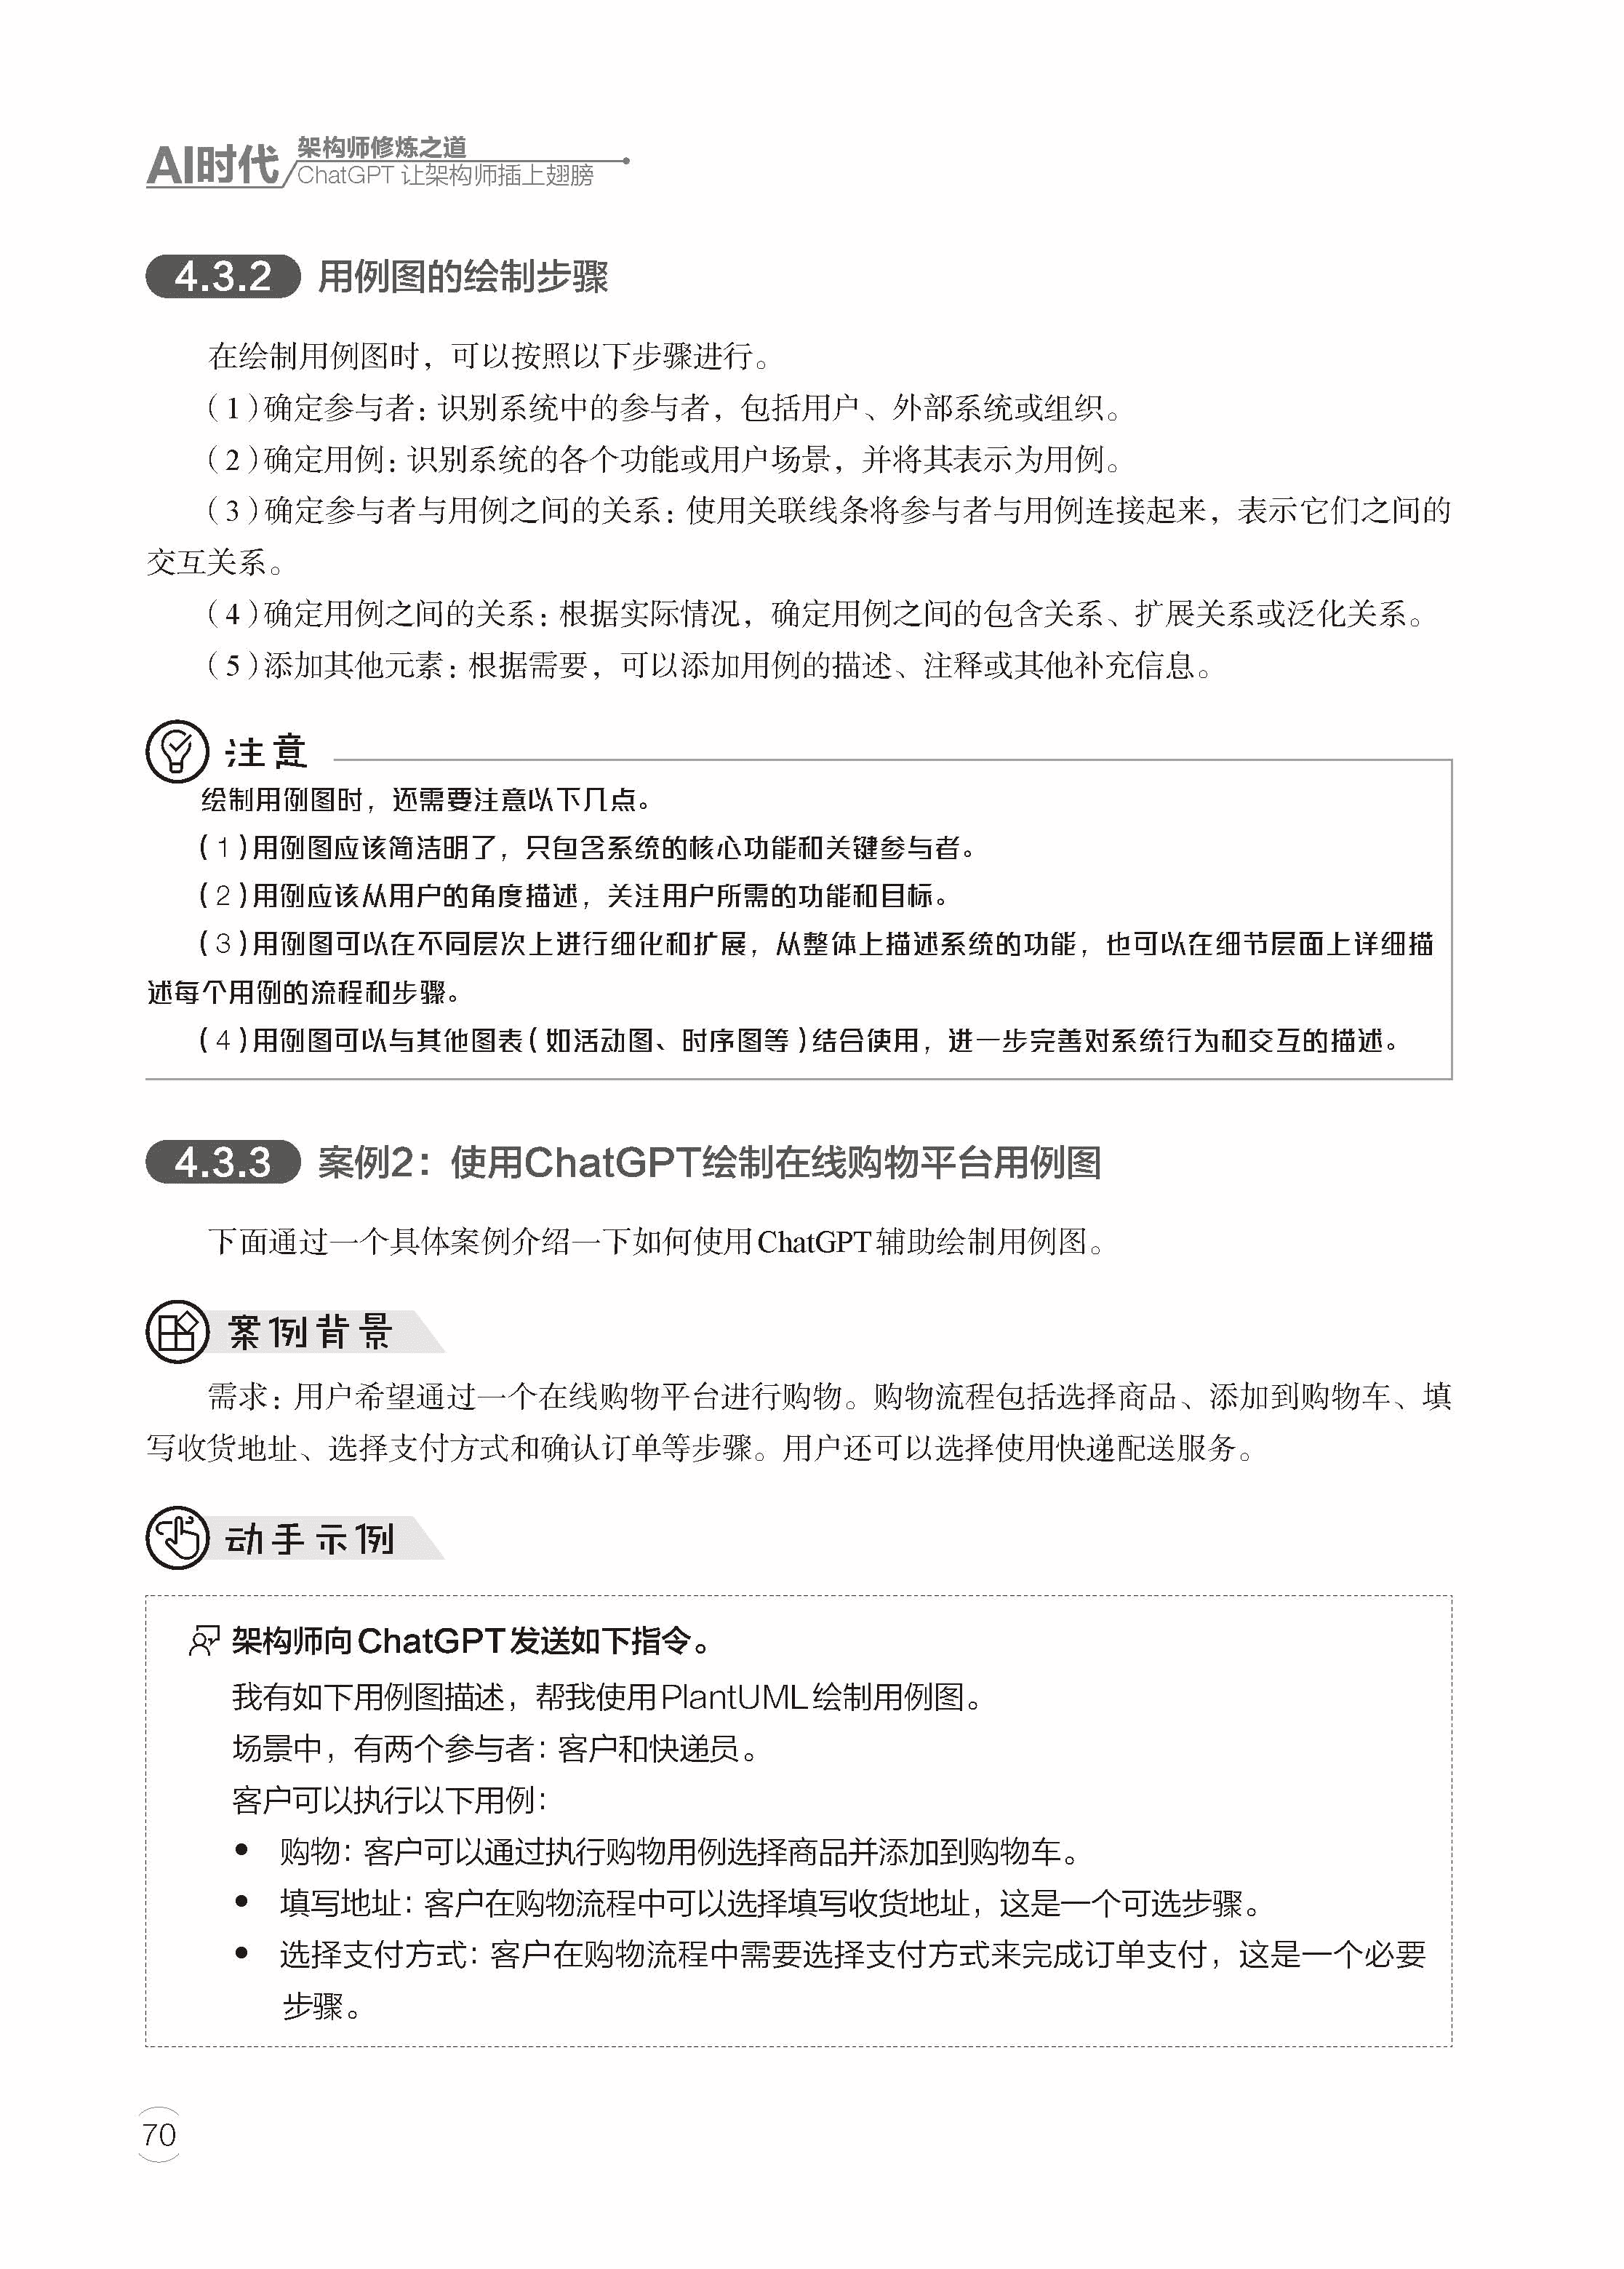 AI时代
架构师修炼之道
ChatGPT 让架构师插上翅膀
4.3.2 用例图的绘制步骤
在绘制用例图时，可以按照以下步骤进行。
（1）确定参与者：识别系统中的参与者，包括用户、外部系统或组织。
（2）确定用例：识别系统的各个功能或用户场景，并将其表示为用例。
（3）确定参与者与用例之间的关系：使用关联线条将参与者与用例连接起来，表示它们之间的
交互关系。
（4）确定用例之间的关系：根据实际情况，确定用例之间的包含关系、扩展关系或泛化关系。
（5）添加其他元素：根据需要，可以添加用例的描述、注释或其他补充信息。
注意
绘制用例图时，还需要注意以下几点。
（1）用例图应该简洁明了，只包含系统的核心功能和关键参与者。
（2）用例应该从用户的角度描述，关注用户所需的功能和目标。
（3）用例图可以在不同层次上进行细化和扩展，从整体上描述系统的功能，也可以在细节层面上详细描
述每个用例的流程和步骤。
（4）用例图可以与其他图表（如活动图、时序图等）结合使用，进一步完善对系统行为和交互的描述。
4.3.3 案例2：使用ChatGPT绘制在线购物平台用例图
下面通过一个具体案例介绍一下如何使用ChatGPT辅助绘制用例图。
案例背景
需求：用户希望通过一个在线购物平台进行购物。购物流程包括选择商品、添加到购物车、填
写收货地址、选择支付方式和确认订单等步骤。用户还可以选择使用快递配送服务。
动手示例
架构师向ChatGPT发送如下指令。
我有如下用例图描述，帮我使用PlantUML绘制用例图。
场景中，有两个参与者：客户和快递员。
客户可以执行以下用例：
● 购物：客户可以通过执行购物用例选择商品并添加到购物车。
● 填写地址：客户在购物流程中可以选择填写收货地址，这是一个可选步骤。
● 选择支付方式：客户在购物流程中需要选择支付方式来完成订单支付，这是一个必要
步骤。
70